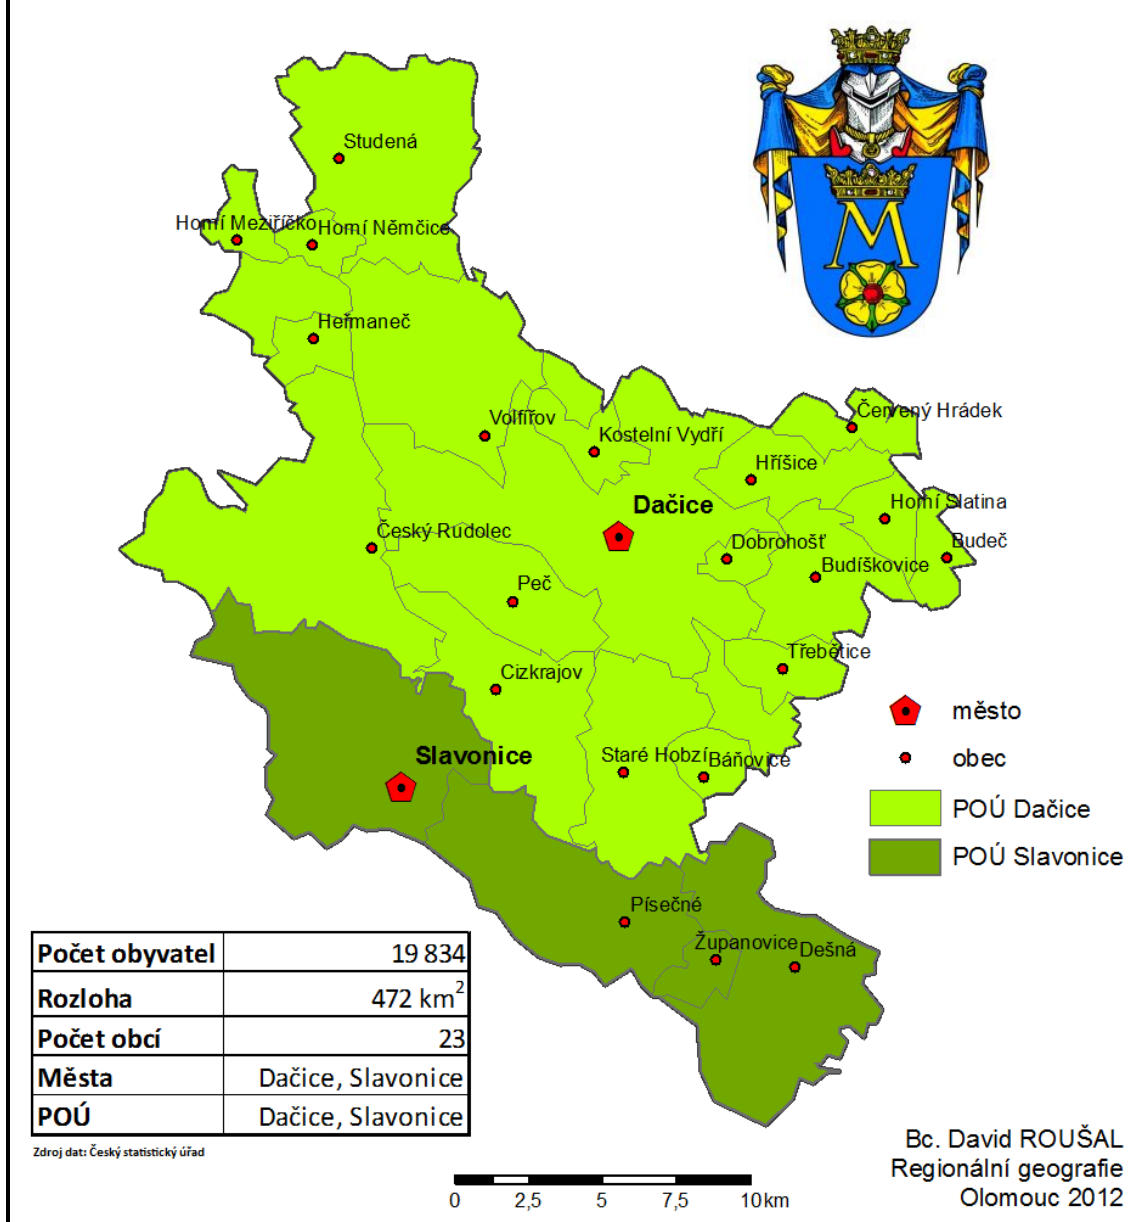 Studená
Horní Meziříčko
Horní Němčice
Heřmaneč
Volfířov
Kostelní Vydří
Červený Hrádek
Hříšice
Dačice
Horní Slatina
Český Rudolec
Dobrohošť
Budeč
Budíškovice
Peč
Třebětice
Cizkrajov
město
Slavonice
Staré Hobzí
Báňovice
obec
POÚ Dačice
POÚ Slavonice
Písečné
Županovice
Dešná
Počet obyvatel 19 834
Rozloha 472 km²
Počet obcí 23
Města Dačice, Slavonice
POÚ Dačice, Slavonice
Zdroj dat: Český statistický úřad
Bc. David ROUŠAL
Regionální geografie
Olomouc 2012
0 2,5 5 7,5 10 km
M